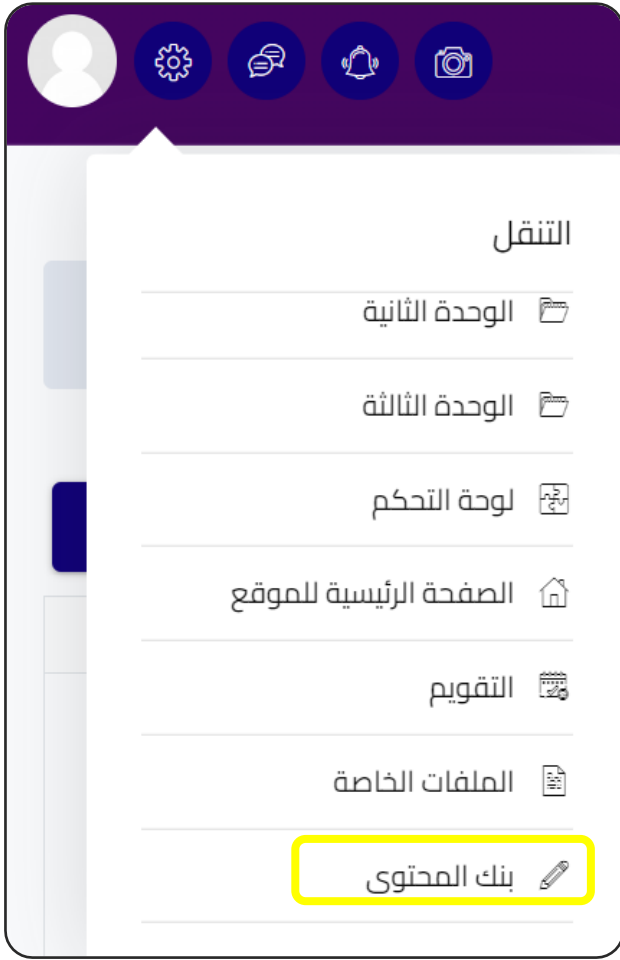 التنقل
الوحدة الثانية
الوحدة الثالثة
لوحة التحكم
الصفحة الرئيسية للموقع
التقويم
الملفات الخاصة
بنك المحتوى